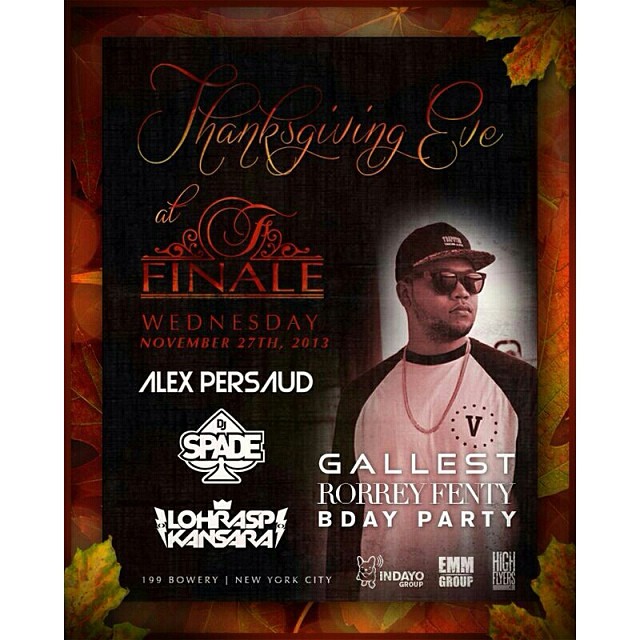 Thanksgiving Eve
at
F
FINALE
WEDNESDAY
NOVEMBER 27TH, 2013
ALEX PERSAUD
DJ
SPADE
LOHRASP
KANSARA
V
GALLEST
RORREY FENTY
BDAY PARTY
199 BOWERY | NEW YORK CITY
INDAYO
GROUP
EMM
GROUP
HIGH
FLYERS